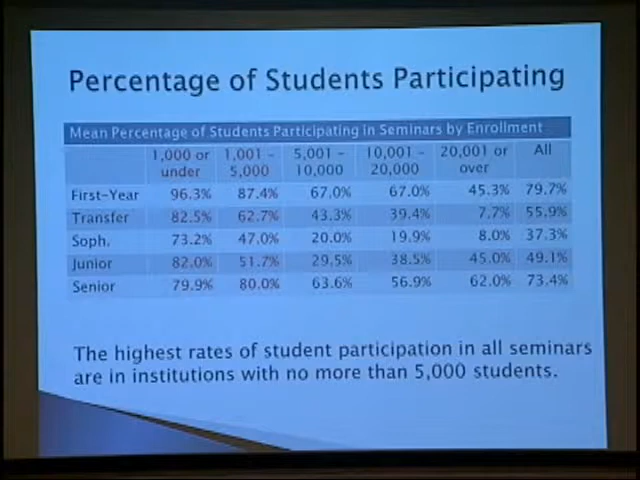 Percentage of Students Participating
Mean Percentage of Students Participating in Seminars by Enrollment
1,000 or under 1,001 – 5,000 5,001 – 10,000 10,001 – 20,000 20,001 or over All
First-Year 96.3% 87.4% 67.0% 67.0% 45.3% 79.7%
Transfer 82.5% 62.7% 43.3% 39.4% 7.7% 55.9%
Soph. 73.2% 47.0% 20.0% 19.9% 8.0% 37.3%
Junior 82.0% 51.7% 29.5% 38.5% 45.0% 49.1%
Senior 79.9% 80.0% 63.6% 56.9% 62.0% 73.4%
The highest rates of student participation in all seminars
are in institutions with no more than 5,000 students.